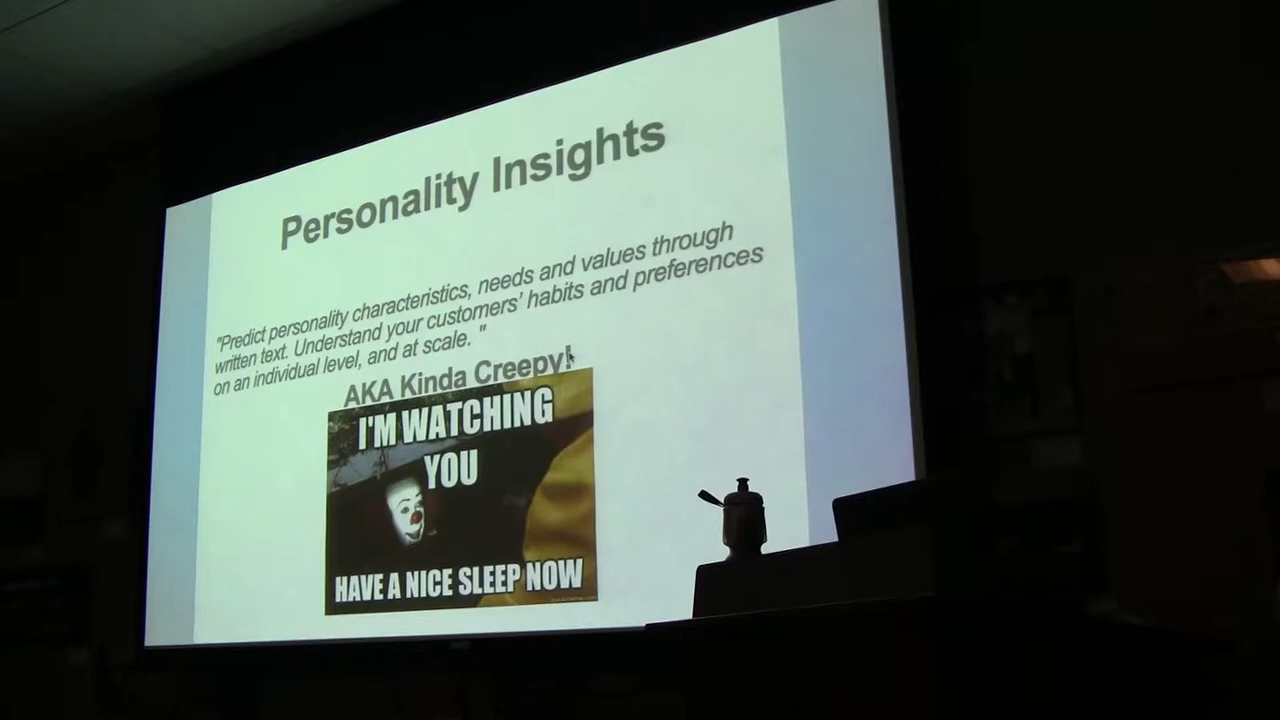 Personality Insights
"Predict personality characteristics, needs and values through
written text. Understand your customers' habits and preferences
on an individual level, and at scale. "
AKA Kinda Creepy!
I'M WATCHING
YOU
HAVE A NICE SLEEP NOW